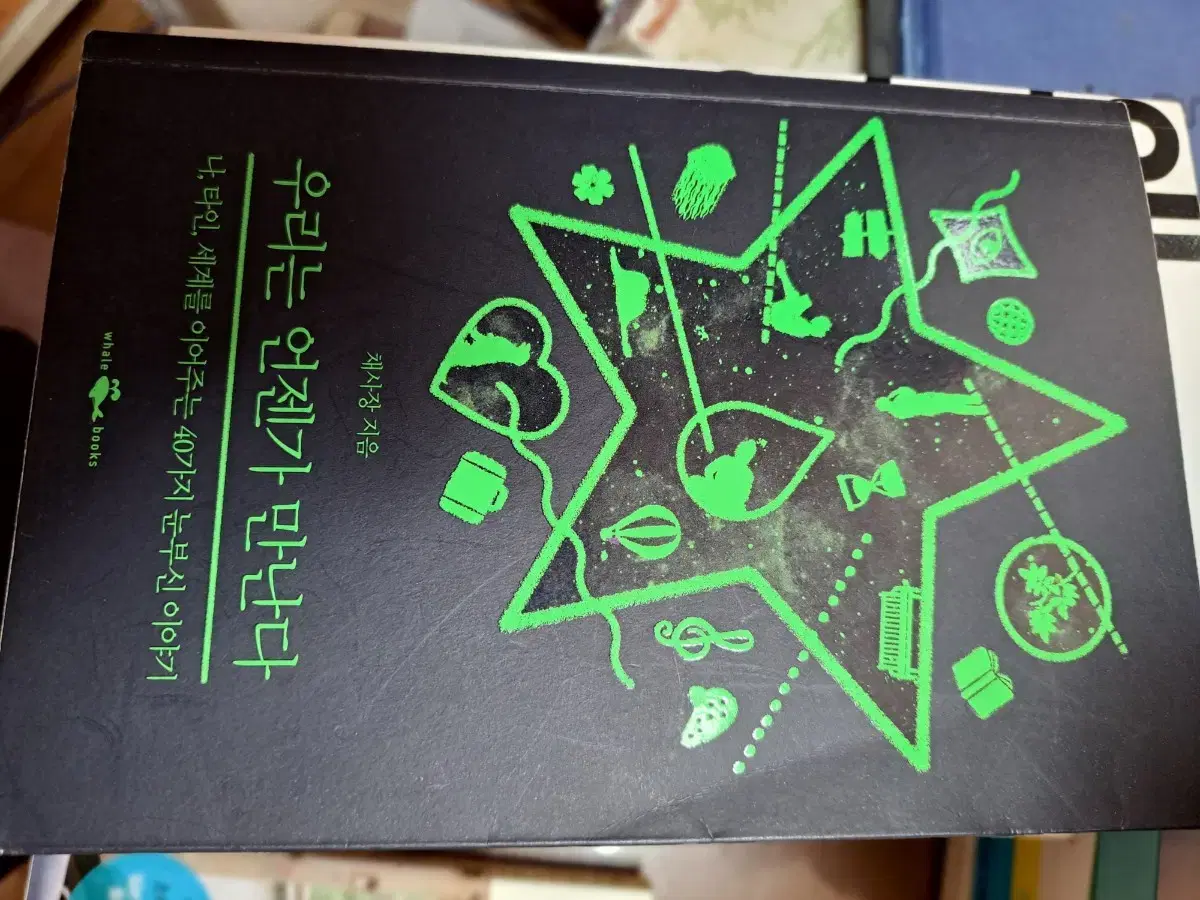 채사장 지음
우리는 언젠가 만난다
나, 타인, 세계를 이어주는 40가지 눈부신 이야기
whale books